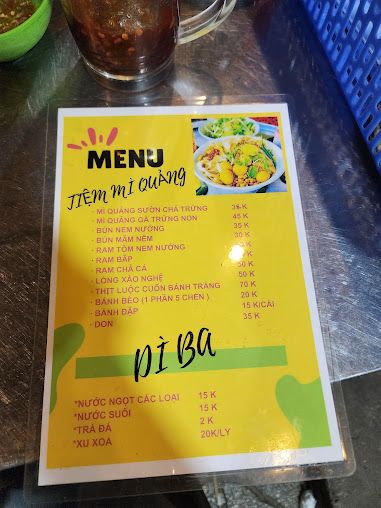 MENU
TIỆM MÌ QUẢNG
· MÌ QUẢNG SƯỜN CHẢ TRỨNG 35 K
· MÌ QUẢNG GÀ TRỨNG NON 45 K
· BÚN NEM NƯỚNG 35 K
· BÚN MẮM NÊM 30 K
· RAM TÔM NEM NƯỚNG
· RAM BẮP
· RAM CHẢ CÁ 50 K
· LÒNG XÀO NGHỆ 50 K
· THỊT LUỘC CUỐN BÁNH TRÁNG 70 K
· BÁNH BÈO (1 PHẦN 5 CHÉN) 20 K
· BÁNH ĐẬP 15 K/CÁI
· DON 35 K
DÌ BA
*NƯỚC NGỌT CÁC LOẠI 15 K
*NƯỚC SUỐI 15 K
*TRÀ ĐÁ 2 K
*XU XOA 20K/LY